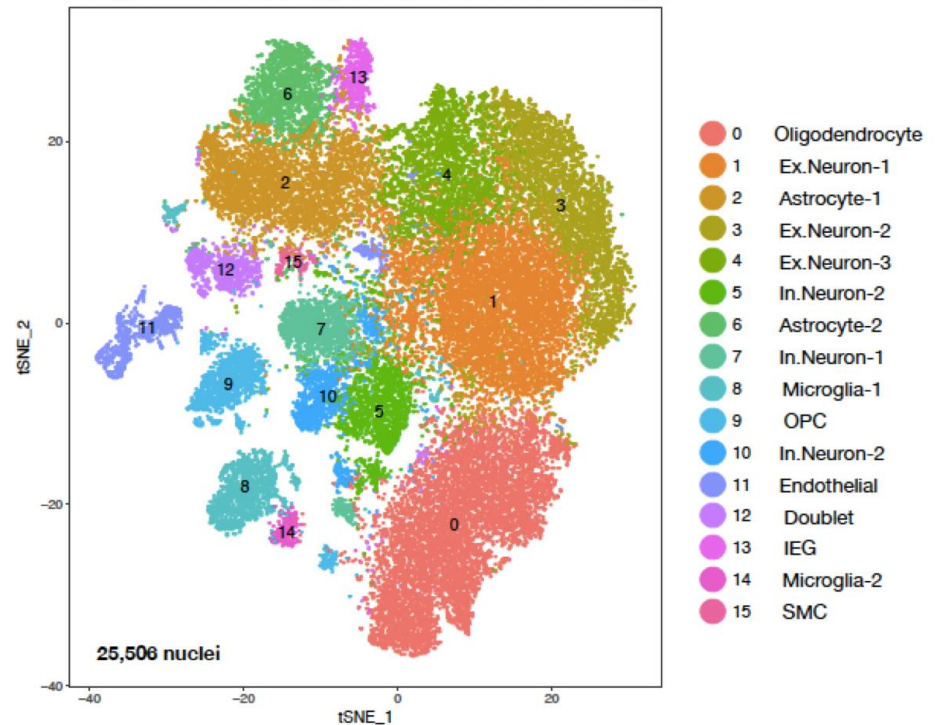 20
0
−20
−40
−40
−20
0
20
tSNE_2
tSNE_1
6
13
2
4
3
12
15
11
7
1
9
10
5
8
14
0
25,506 nuclei
0 Oligodendrocyte
1 Ex.Neuron-1
2 Astrocyte-1
3 Ex.Neuron-2
4 Ex.Neuron-3
5 In.Neuron-2
6 Astrocyte-2
7 In.Neuron-1
8 Microglia-1
9 OPC
10 In.Neuron-2
11 Endothelial
12 Doublet
13 IEG
14 Microglia-2
15 SMC